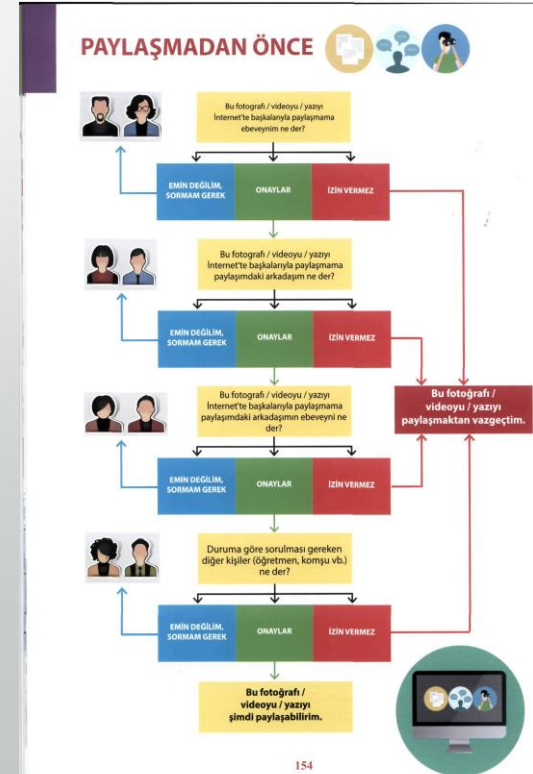 PAYLAŞMADAN ÖNCE
Bu fotografı / videoyu / yazıyı
İnternet'te başkalarıyla paylaşmama
ebeveynim ne der?
EMİN DEĞİLİM,
SORMAM GEREK
ONAYLAR
İZİN VERMEZ
Bu fotografı / videoyu / yazıyı
İnternet'te başkalarıyla paylaşmama
paylaşımdaki arkadaşım ne der?
EMİN DEĞİLİM,
SORMAM GEREK
ONAYLAR
İZİN VERMEZ
Bu fotografı / videoyu / yazıyı
İnternet'te başkalarıyla paylaşmama
paylaşımdaki arkadaşımın ebeveyni ne
der?
Bu fotoğrafı /
videoyu / yazıyı
paylaşmaktan vazgeçtim.
EMİN DEĞİLİM,
SORMAM GEREK
ONAYLAR
İZİN VERMEZ
Duruma göre sorulması gereken
diğer kişiler (öğretmen, komşu vb.)
ne der?
EMİN DEĞİLİM,
SORMAM GEREK
ONAYLAR
İZİN VERMEZ
Bu fotoğrafı /
videoyu / yazıyı
şimdi paylaşabilirim.
154